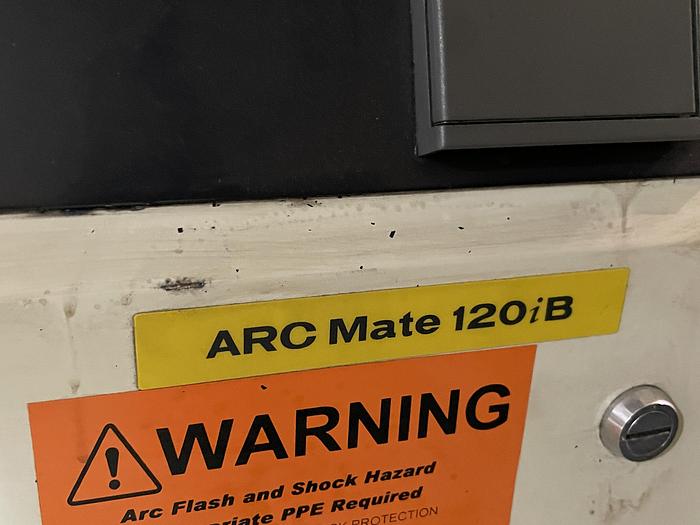 ARC Mate 120iB
WARNING
Arc Flash and Shock Hazard
PPE Required
PROTECTION